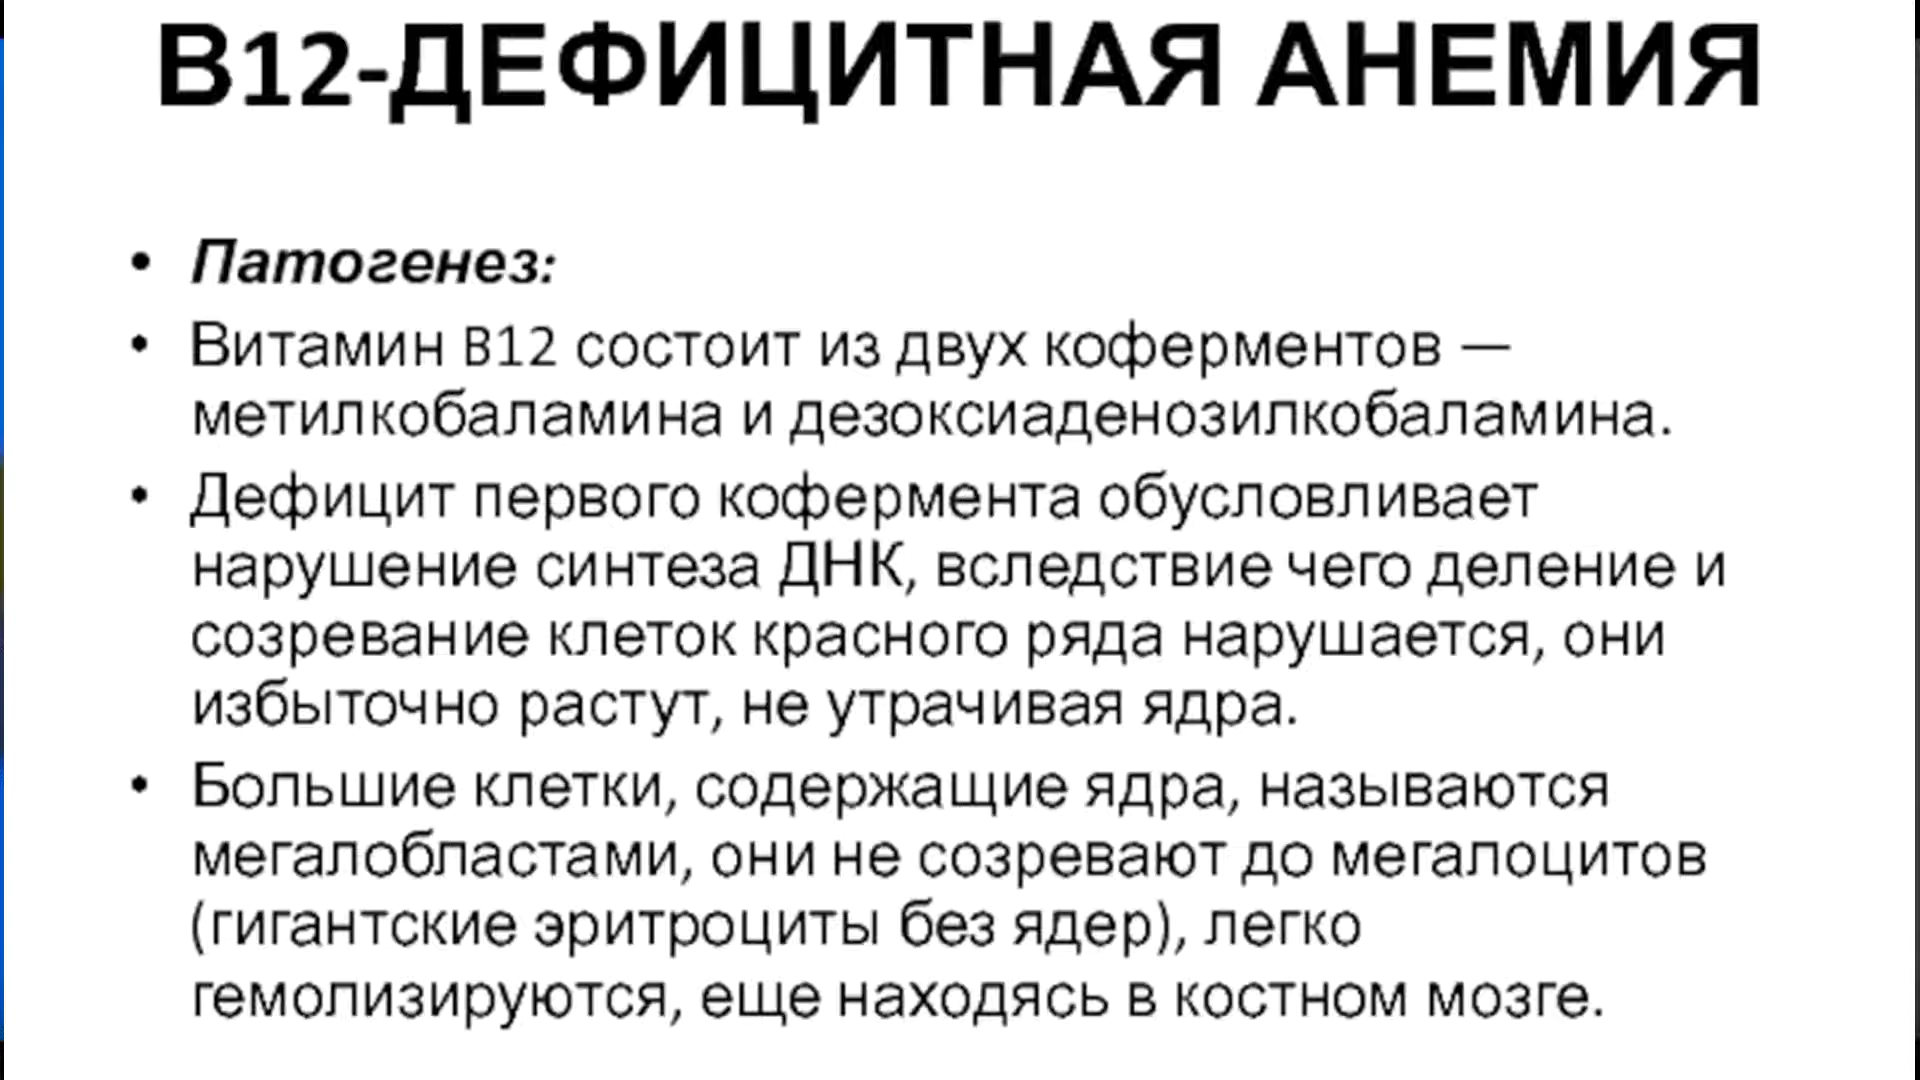 В12-ДЕФИЦИТНАЯ АНЕМИЯ
• Патогенез:
• Витамин В12 состоит из двух коферментов —
метилкобаламина и дезоксиаденозилкобаламина.
• Дефицит первого кофермента обусловливает
нарушение синтеза ДНК, вследствие чего деление и
созревание клеток красного ряда нарушается, они
избыточно растут, не утрачивая ядра.
• Большие клетки, содержащие ядра, называются
мегалобластами, они не созревают до мегалоцитов
(гигантские эритроциты без ядер), легко
гемолизируются, еще находясь в костном мозге.